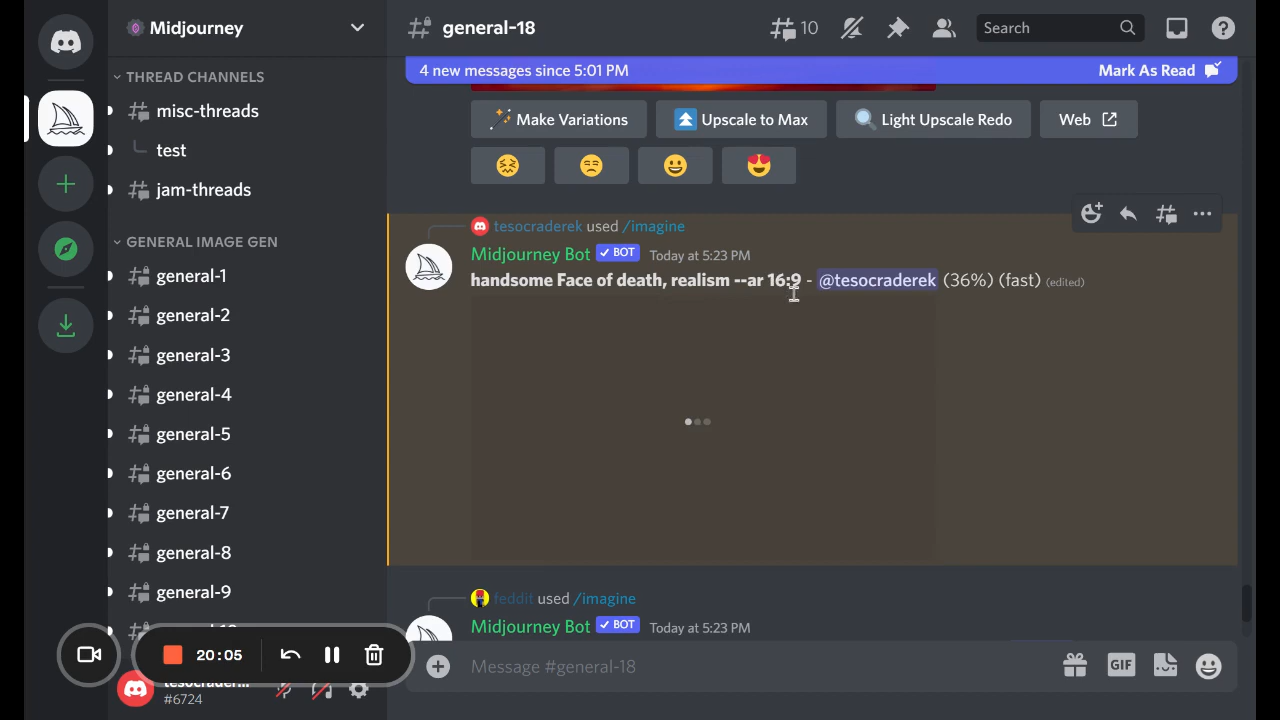 Midjourney
general-18
10
Search
4 new messages since 5:01 PM
Mark As Read
THREAD CHANNELS
misc-threads
test
jam-threads
GENERAL IMAGE GEN
general-1
general-2
general-3
general-4
general-5
general-6
general-7
general-8
general-9
20:05
tesocrader...
#6724
Make Variations
Upscale to Max
Light Upscale Redo
Web
tesocraderek used /imagine
Midjourney Bot ✓ BOT Today at 5:23 PM
handsome Face of death, realism --ar 16:9 - @tesocraderek (36%) (fast) (edited)
feddit used /imagine
Midjourney Bot ✓ BOT Today at 5:23 PM
Message #general-18
GIF